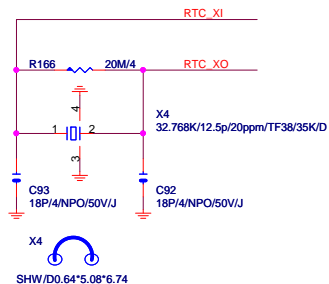 RTC_XI
R166 20M/4 RTC_XO
4
X4
32.768K/12.5p/20ppm/TF38/35K/D
1 2
3
C93 C92
18P/4/NPO/50V/J 18P/4/NPO/50V/J
X4
SHW/D0.64*5.08*6.74